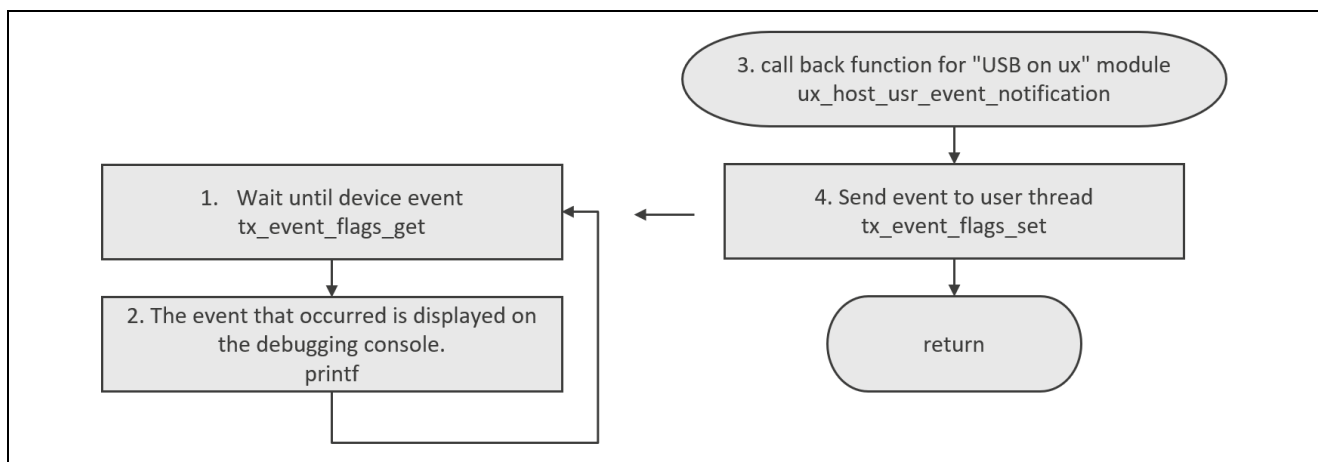 3. call back function for "USB on ux" module
ux_host_usr_event_notification
1. Wait until device event
tx_event_flags_get
4. Send event to user thread
tx_event_flags_set
2. The event that occurred is displayed on
the debugging console.
printf
return